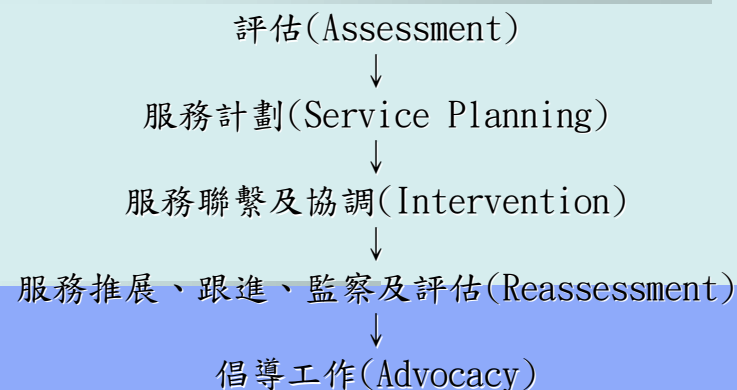 評估(Assessment)
↓
服務計劃(Service Planning)
↓
服務聯繫及協調(Intervention)
↓
服務推展、跟進、監察及評估(Reassessment)
↓
倡導工作(Advocacy)